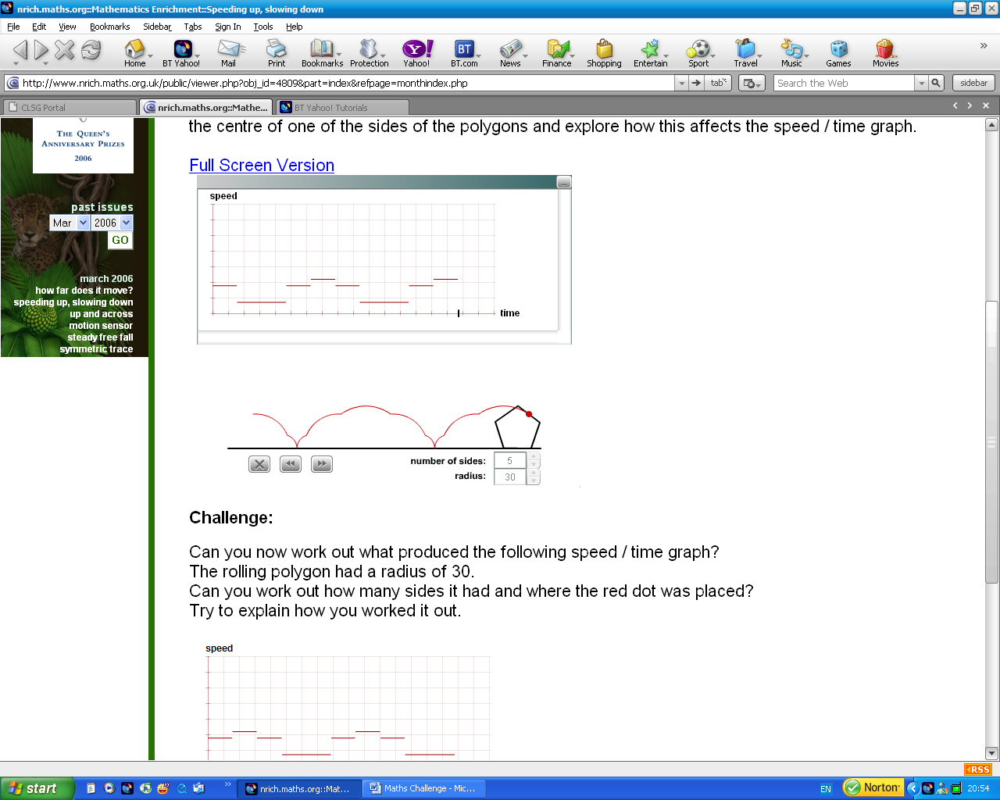 nrich.maths.org::Mathematics Enrichment::Speeding up, slowing down
File Edit View Bookmarks Sidebar Tabs Sign In Tools Help
Home BT Yahoo! Mail Print Bookmarks Protection Yahoo! BT.com News Finance Shopping Entertain Sport Travel Music Games Movies
http://www.nrich.maths.org.uk/public/viewer.php?obj_id=4809&part=index&refpage=monthindex.php tab+ Search the Web sidebar
CLSG Portal nrich.maths.org::Mathe... BT Yahoo! Tutorials
the centre of one of the sides of the polygons and explore how this affects the speed / time graph.
THE QUEEN'S
ANNIVERSARY PRIZES
2006
Full Screen Version
speed
past issues
Mar 2006
GO
march 2006
how far does it move?
speeding up, slowing down
up and across
motion sensor
steady free fall
symmetric trace
time
number of sides: 5
radius: 30
Challenge:
Can you now work out what produced the following speed / time graph?
The rolling polygon had a radius of 30.
Can you work out how many sides it had and where the red dot was placed?
Try to explain how you worked it out.
speed
RSS
start nrich.maths.org::Mat... Maths Challenge - Mic... EN Norton 20:54